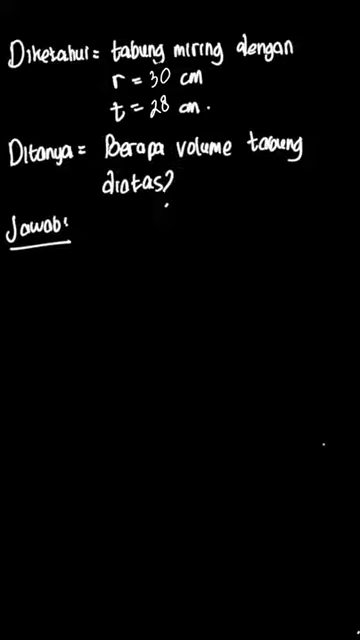 Diketahui = tabung miring dengan
r = 30 cm
t = 28 cm.
Ditanya = Berapa volume tabung
diatas?
Jawab: